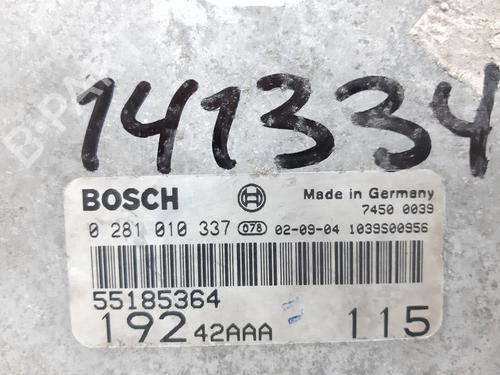 141334
BOSCH
Made in Germany
7450 0039
0 281 010 337 078 02-09-04 1039S00956
55185364
192 42AAA 115